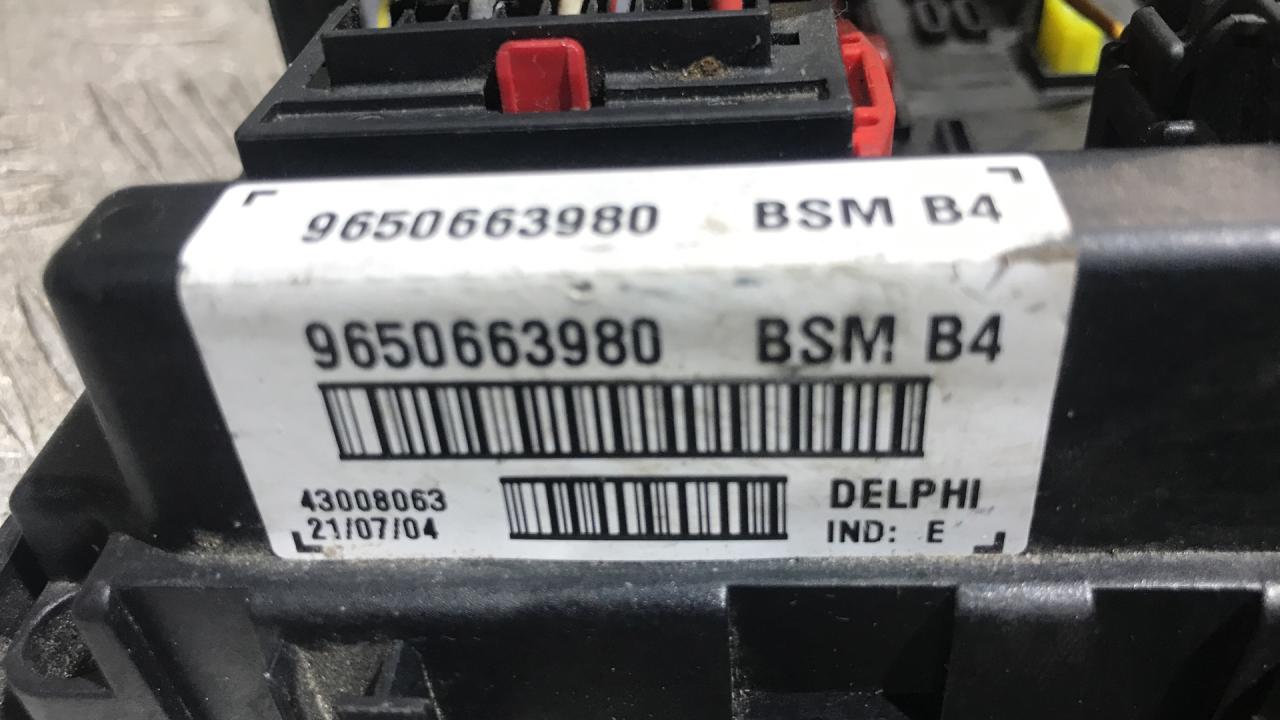 9650663980 BSM B4
9650663980 BSM B4
43008063
21/07/04
DELPHI
IND: E